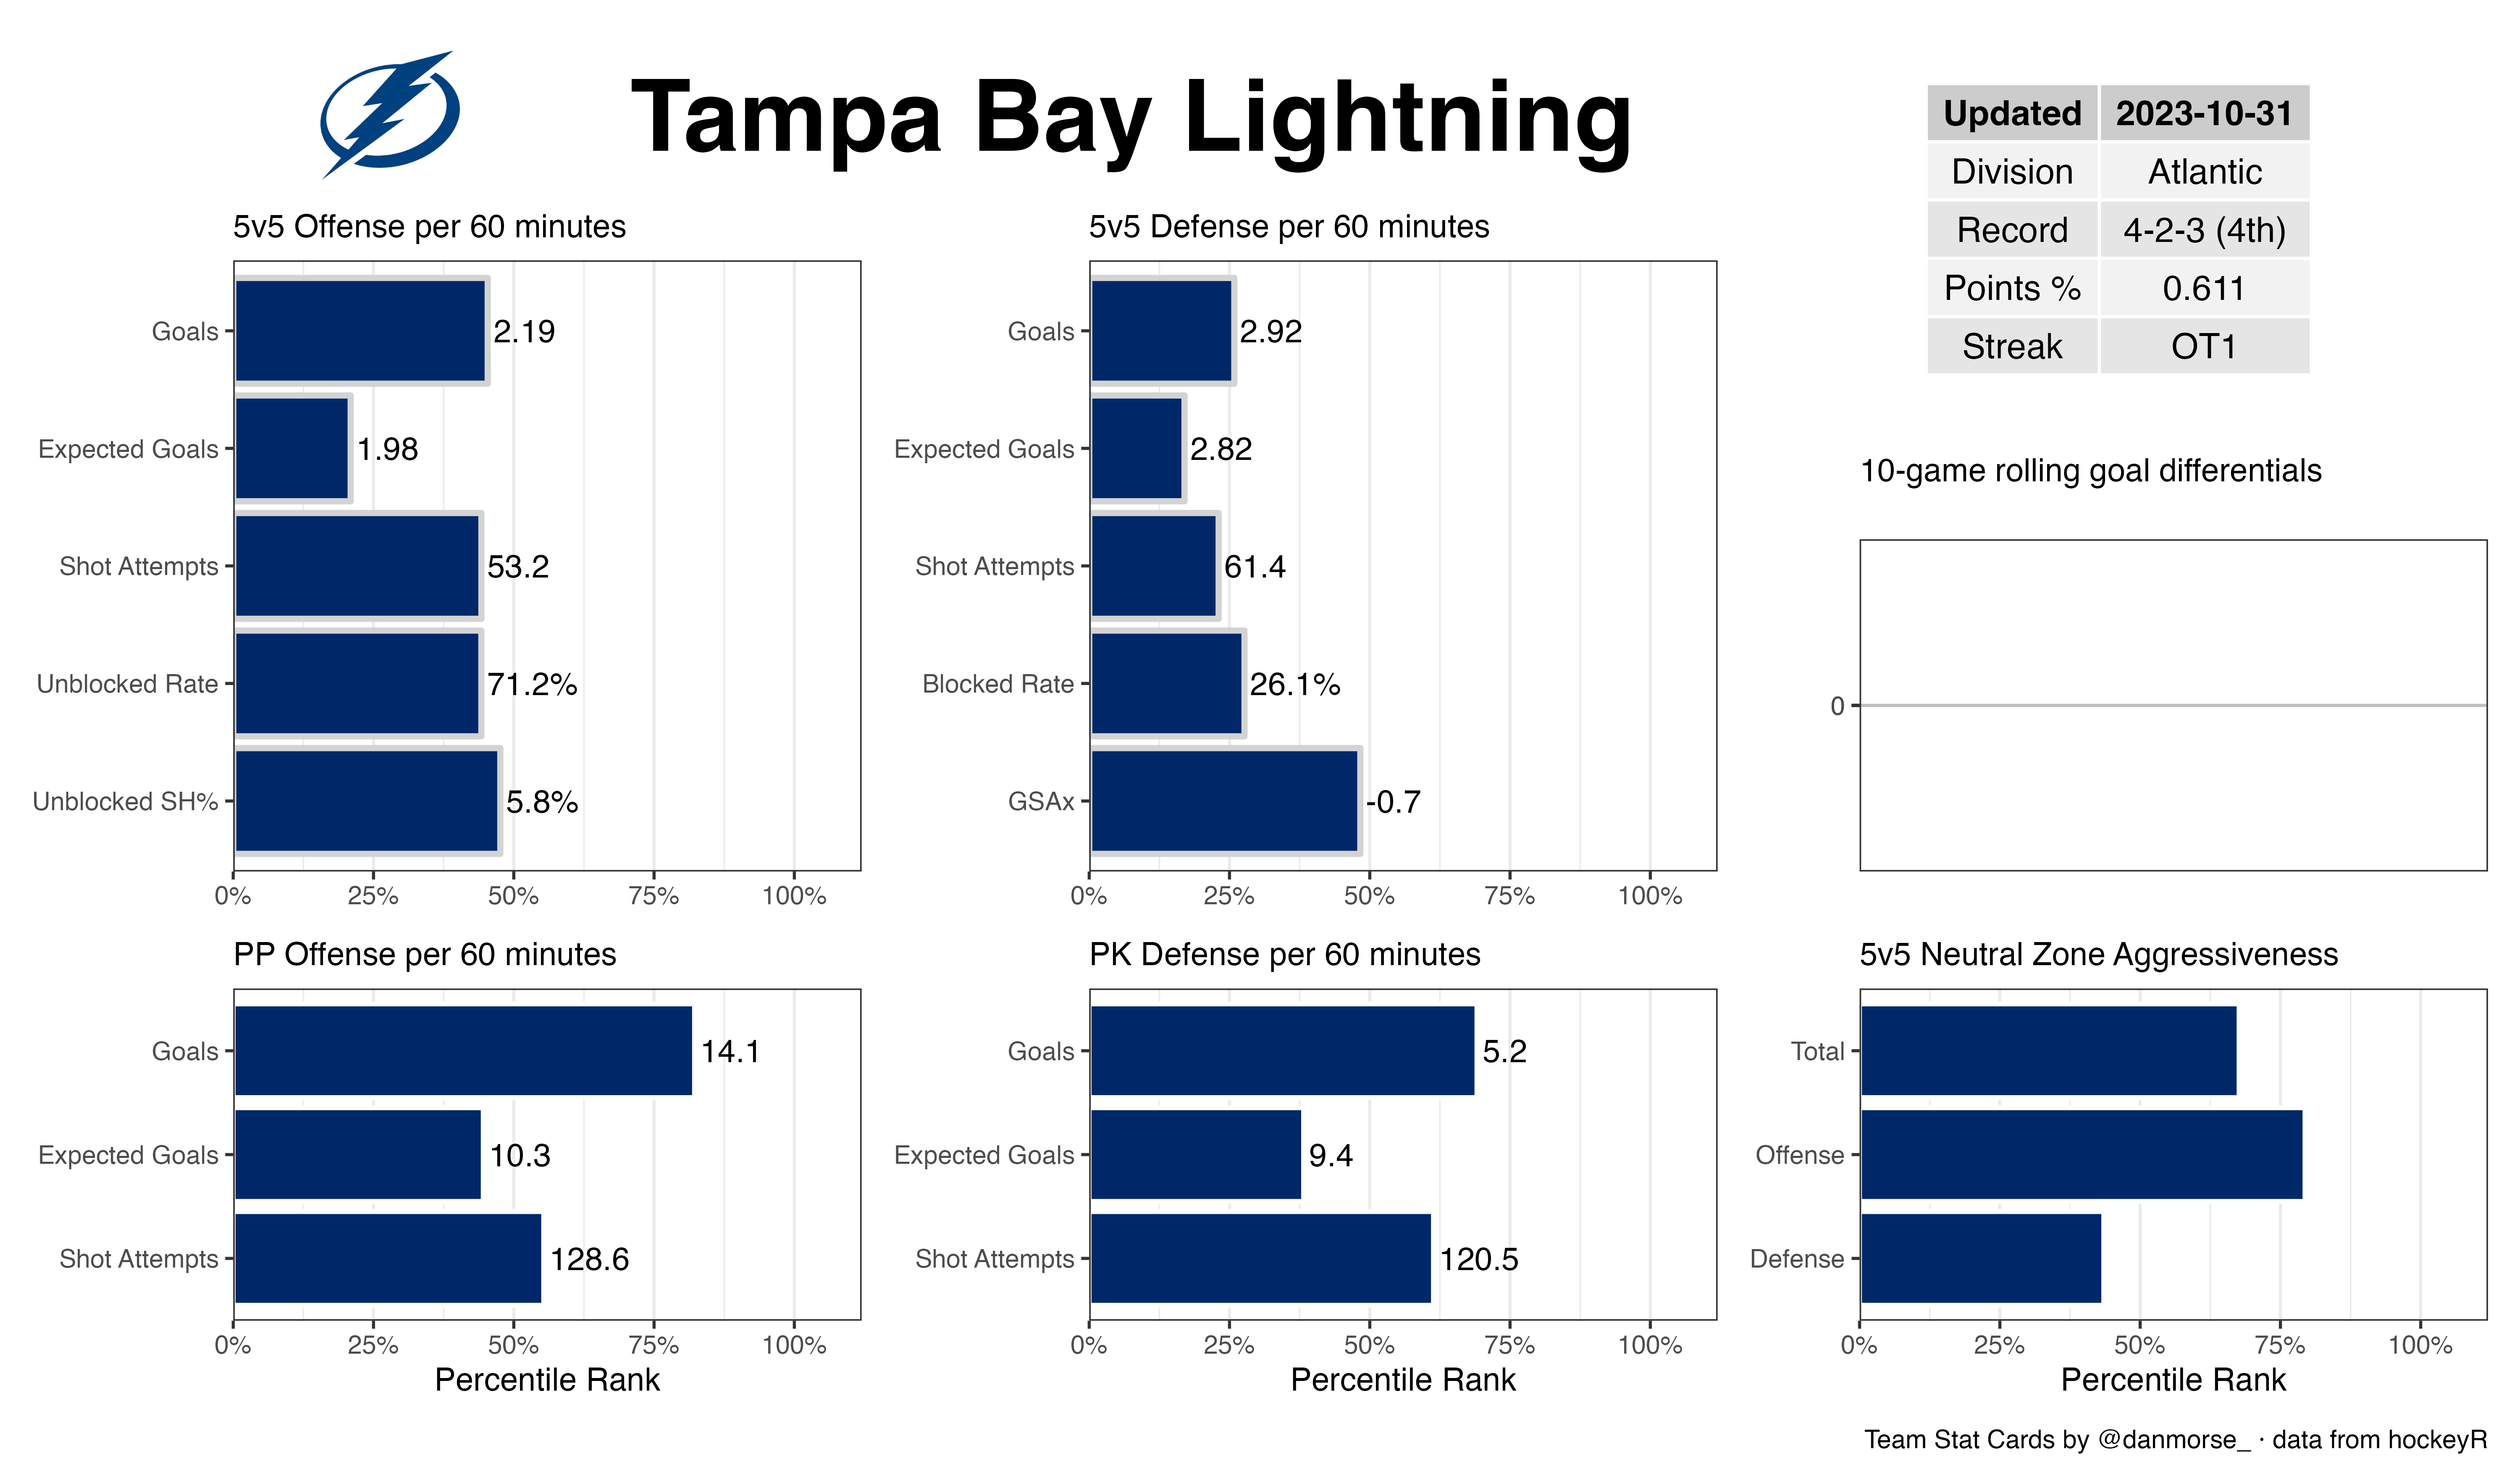 Tampa Bay Lightning
Updated 2023-10-31
Division Atlantic
Record 4-2-3 (4th)
Points % 0.611
Streak OT1
5v5 Offense per 60 minutes
Goals 2.19
Expected Goals 1.98
Shot Attempts 53.2
Unblocked Rate 71.2%
Unblocked SH% 5.8%
0% 25% 50% 75% 100%
5v5 Defense per 60 minutes
Goals 2.92
Expected Goals 2.82
Shot Attempts 61.4
Blocked Rate 26.1%
GSAx -0.7
0% 25% 50% 75% 100%
10-game rolling goal differentials
0
PP Offense per 60 minutes
Goals 14.1
Expected Goals 10.3
Shot Attempts 128.6
0% 25% 50% 75% 100%
Percentile Rank
PK Defense per 60 minutes
Goals 5.2
Expected Goals 9.4
Shot Attempts 120.5
0% 25% 50% 75% 100%
Percentile Rank
5v5 Neutral Zone Aggressiveness
Total
Offense
Defense
0% 25% 50% 75% 100%
Percentile Rank
Team Stat Cards by @danmorse_ · data from hockeyR